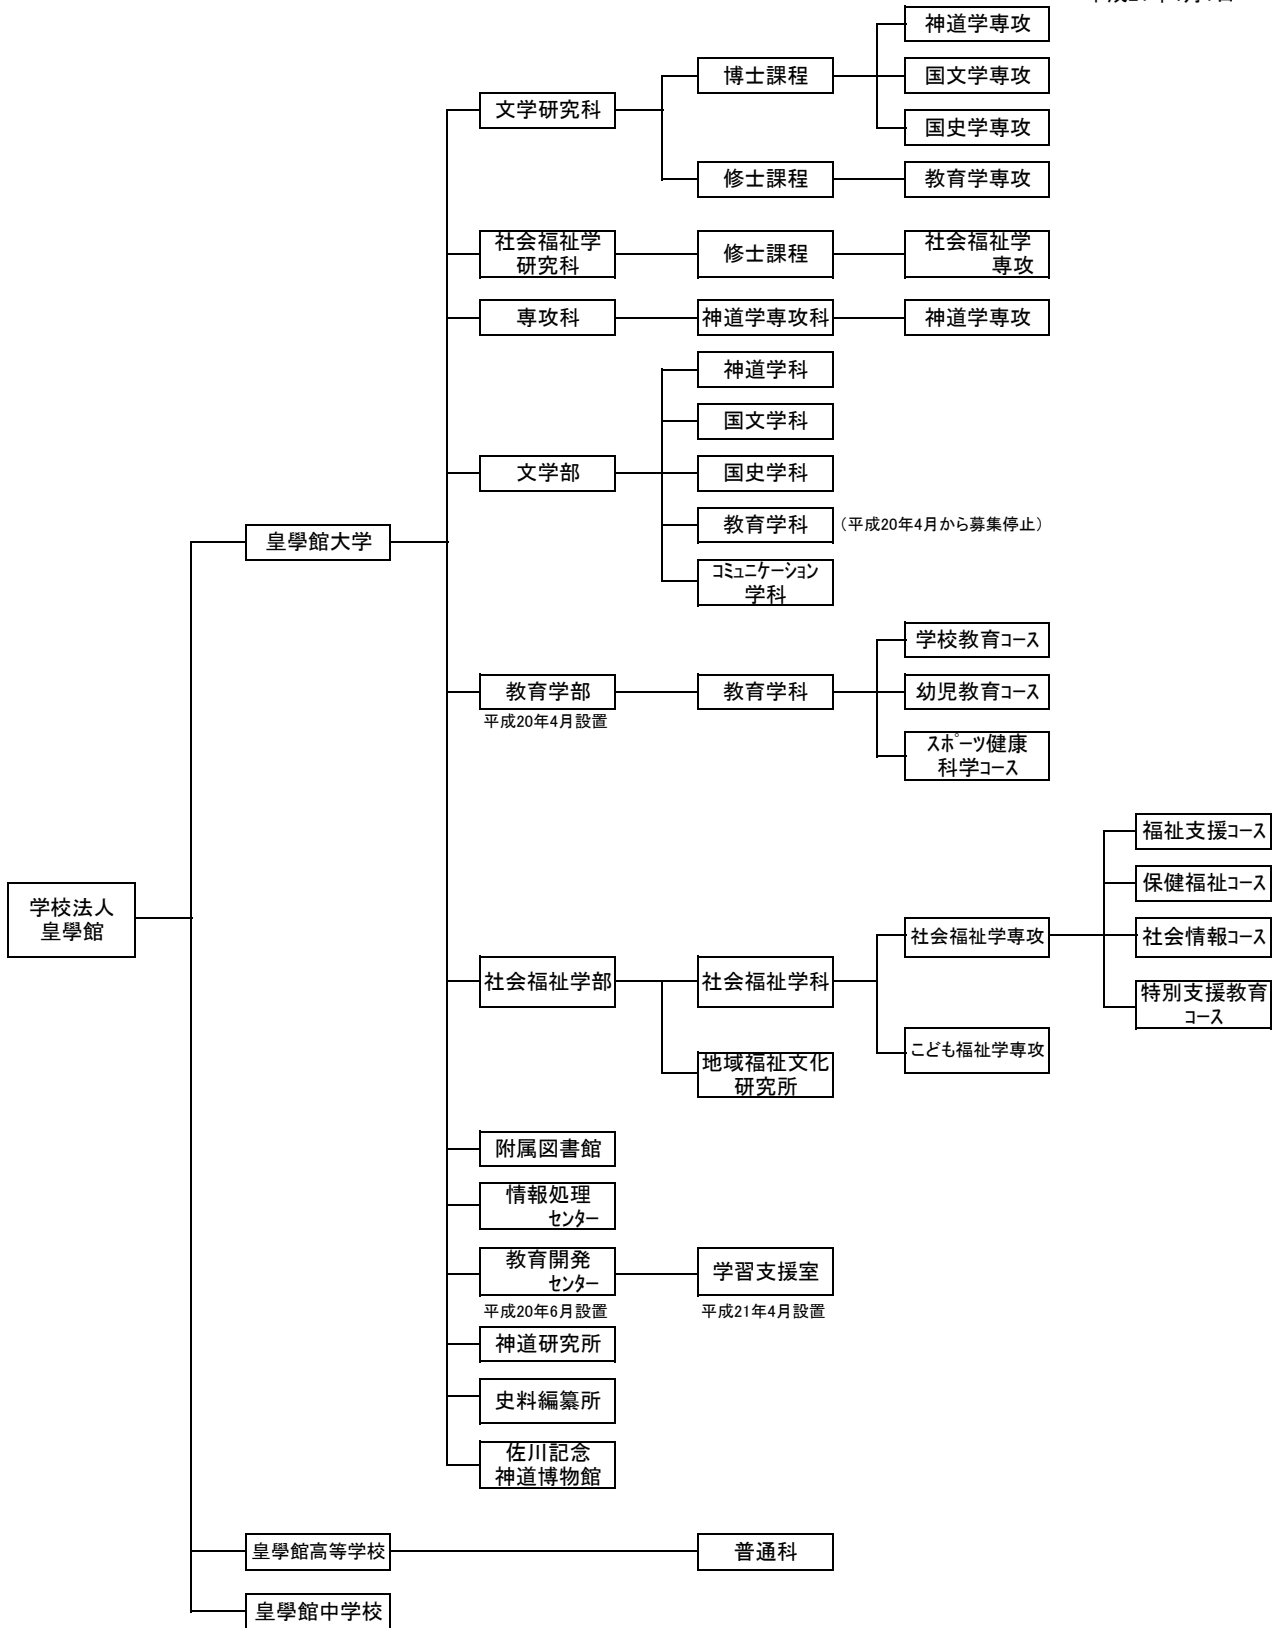 神道学専攻
博士課程
国文学専攻
文学研究科
国史学専攻
修士課程
教育学専攻
社会福祉学
研究科
修士課程
社会福祉学
専攻
専攻科
神道学専攻科
神道学専攻
神道学科
国文学科
文学部
国史学科
皇學館大学
教育学科
（平成20年4月から募集停止）
コミュニケーション
学科
学校教育コース
教育学部
平成20年4月設置
教育学科
幼児教育コース
スポーツ健康
科学コース
福祉支援コース
保健福祉コース
学校法人
皇學館
社会福祉学専攻
社会情報コース
社会福祉学部
社会福祉学科
特別支援教育
コース
こども福祉学専攻
地域福祉文化
研究所
附属図書館
情報処理
センター
教育開発
センター
平成20年6月設置
学習支援室
平成21年4月設置
神道研究所
史料編纂所
佐川記念
神道博物館
皇學館高等学校
普通科
皇學館中学校